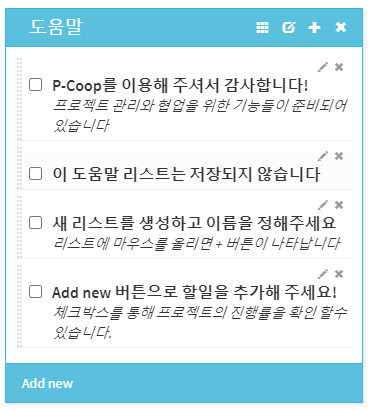 도움말
P-Coop를 이용해 주셔서 감사합니다!
프로젝트 관리와 협업을 위한 기능들이 준비되어
있습니다
이 도움말 리스트는 저장되지 않습니다
새 리스트를 생성하고 이름을 정해주세요
리스트에 마우스를 올리면 + 버튼이 나타납니다
Add new 버튼으로 할일을 추가해 주세요!
체크박스를 통해 프로젝트의 진행률을 확인 할수
있습니다.
Add new